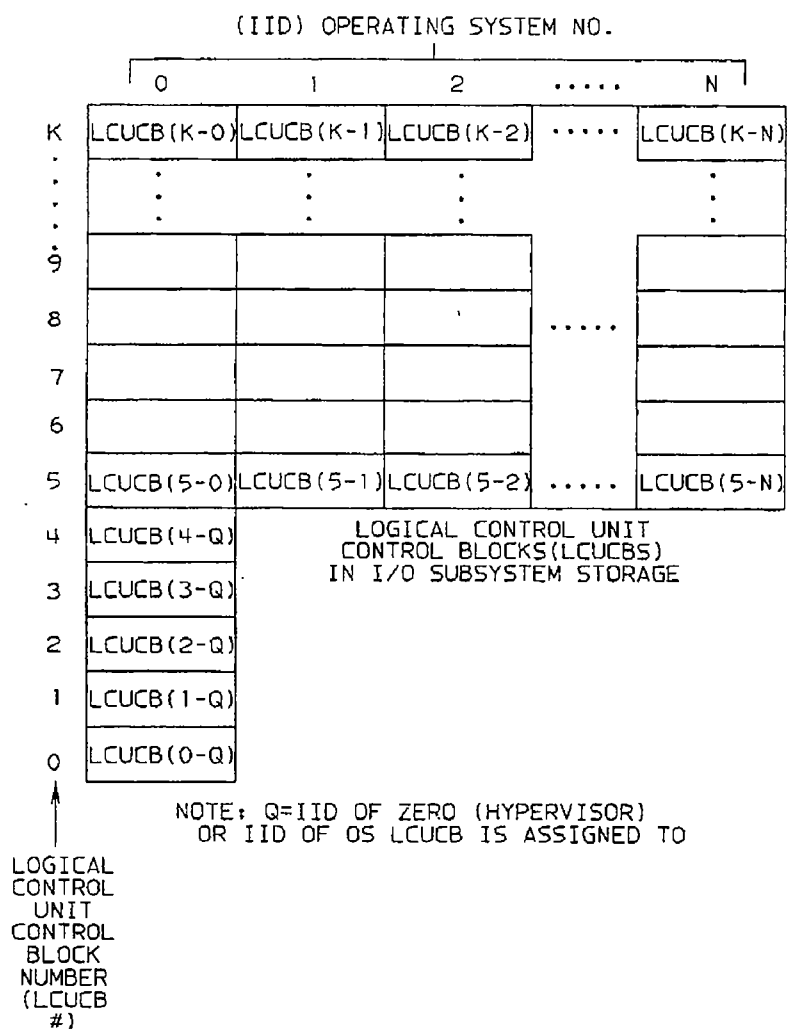 (IID) OPERATING SYSTEM NO.
0 1 2 ..... N
K LCUCB(K-0) LCUCB(K-1) LCUCB(K-2) ..... LCUCB(K-N)
9
8 .....
7
6
5 LCUCB(5-0) LCUCB(5-1) LCUCB(5-2) ..... LCUCB(5-N)
4 LCUCB(4-Q)
3 LCUCB(3-Q)
2 LCUCB(2-Q)
1 LCUCB(1-Q)
0 LCUCB(0-Q)
LOGICAL CONTROL UNIT
CONTROL BLOCKS(LCUCBS)
IN I/O SUBSYSTEM STORAGE
NOTE: Q=IID OF ZERO (HYPERVISOR)
OR IID OF OS LCUCB IS ASSIGNED TO
LOGICAL
CONTROL
UNIT
CONTROL
BLOCK
NUMBER
(LCUCB
#)